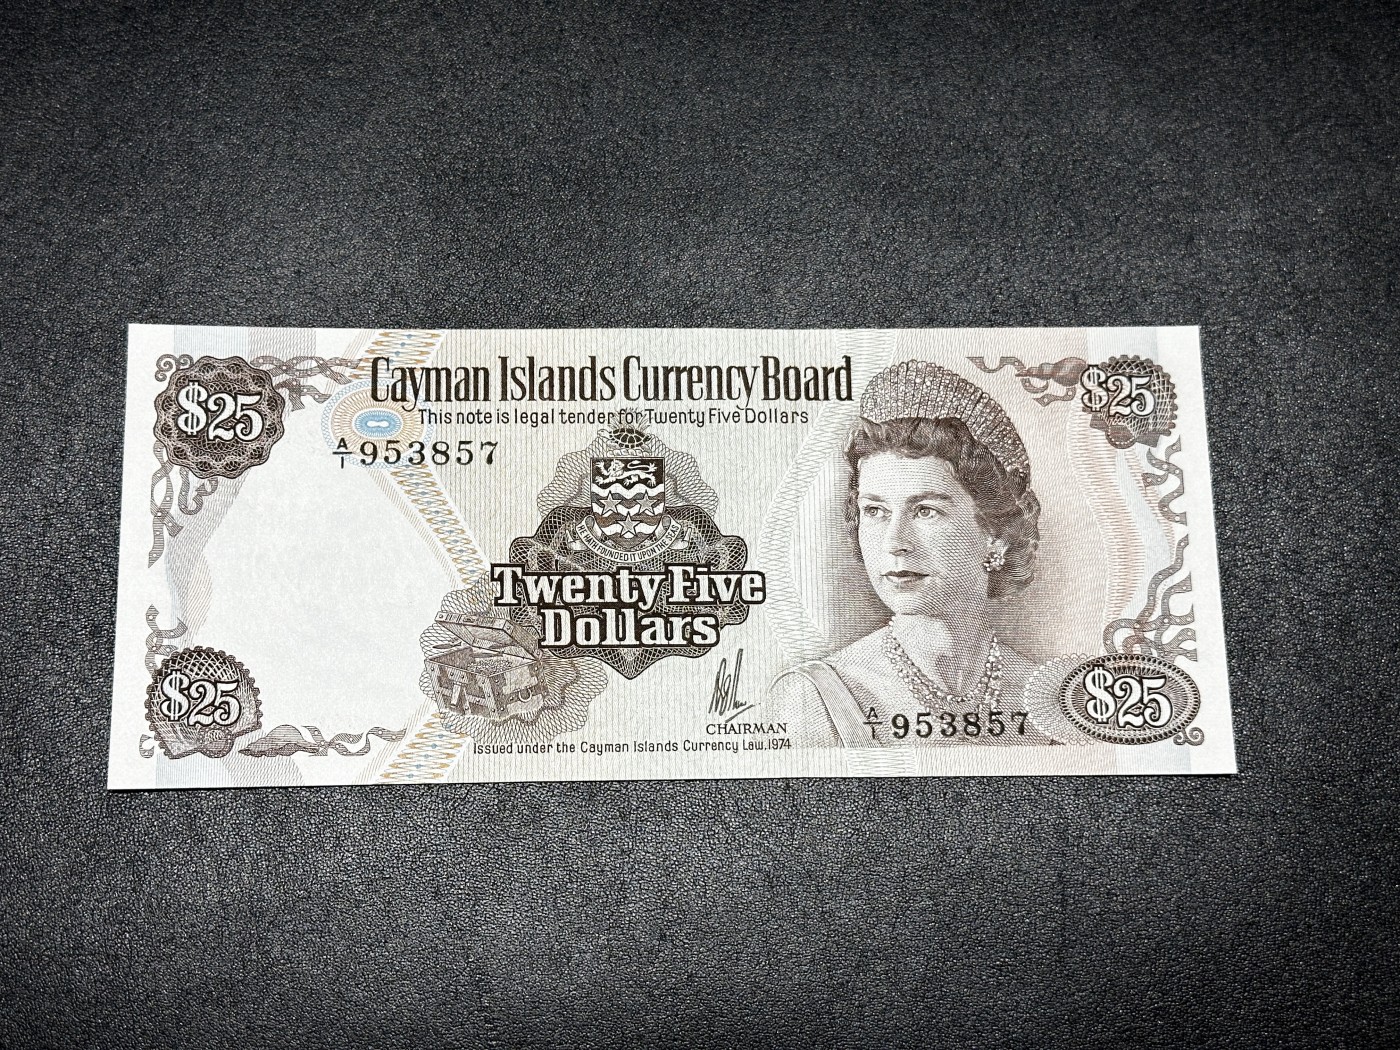 Cayman Islands Currency Board
This note is legal tender for Twenty Five Dollars
$25
$25
A/1 953857
HE HATH FOUNDED IT UPON THE SEAS
Twenty Five
Dollars
CHAIRMAN
A/1 953857
$25
$25
Issued under the Cayman Islands Currency Law, 1974